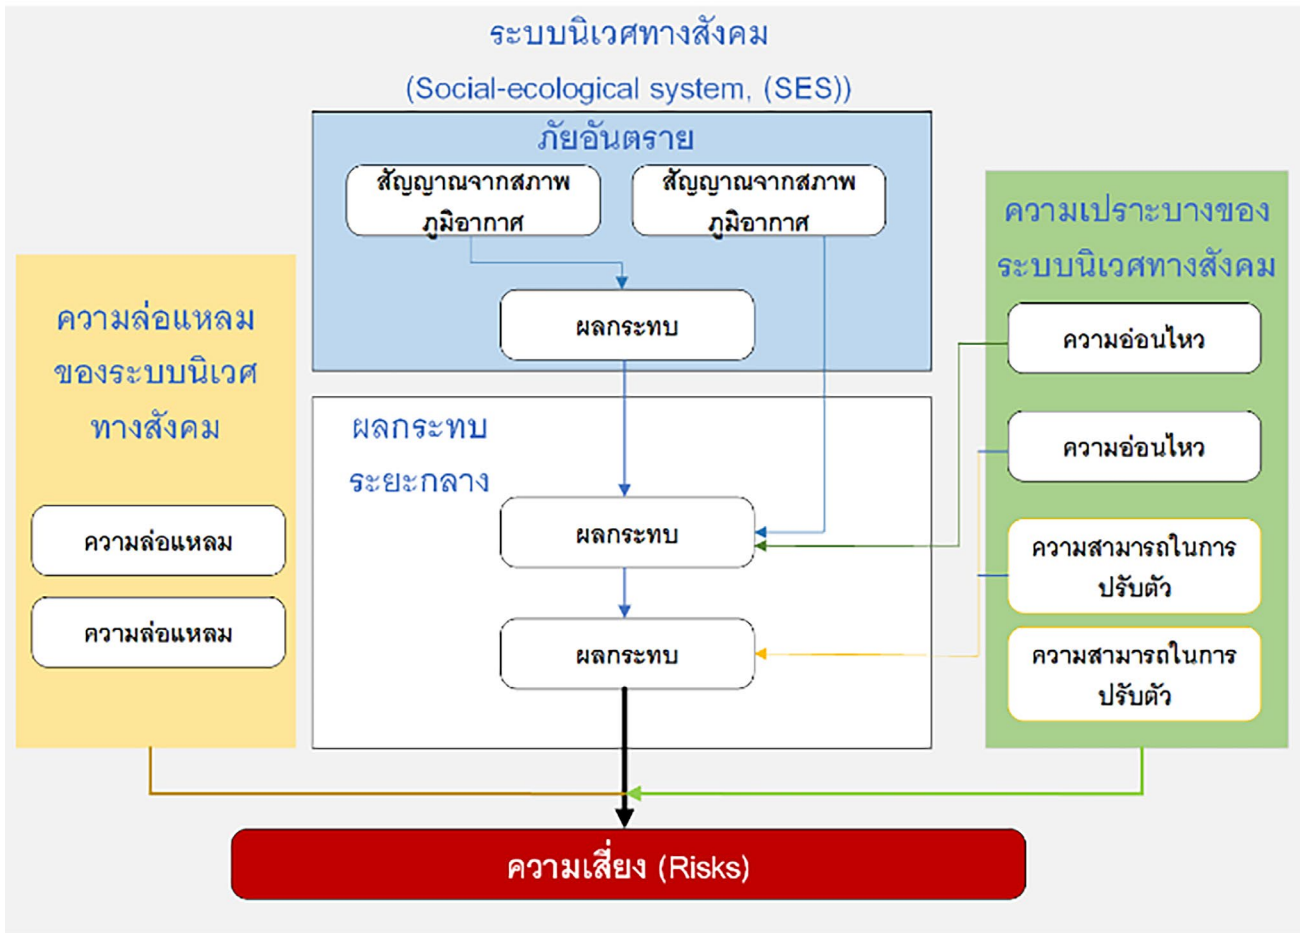 ระบบนิเวศทางสังคม
(Social-ecological system, (SES))
ภัยอันตราย
สัญญาณจากสภาพ
ภูมิอากาศ
สัญญาณจากสภาพ
ภูมิอากาศ
ผลกระทบ
ความล่อแหลม
ของระบบนิเวศ
ทางสังคม
ความล่อแหลม
ความล่อแหลม
ผลกระทบ
ระยะกลาง
ผลกระทบ
ผลกระทบ
ความเปราะบางของ
ระบบนิเวศทางสังคม
ความอ่อนไหว
ความอ่อนไหว
ความสามารถในการ
ปรับตัว
ความสามารถในการ
ปรับตัว
ความเสี่ยง (Risks)